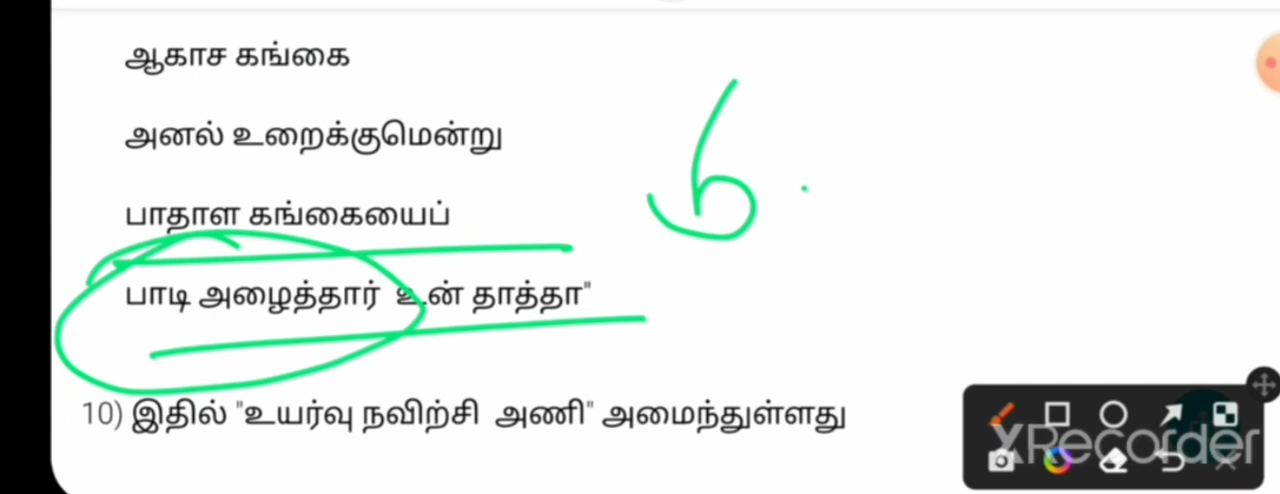 ஆகாச கங்கை
அனல் உறைக்குமென்று
பாதாள கங்கையைப்
பாடி அழைத்தார் உன் தாத்தா"
10) இதில் "உயர்வு நவிற்சி அணி" அமைந்துள்ளது
XRecorder